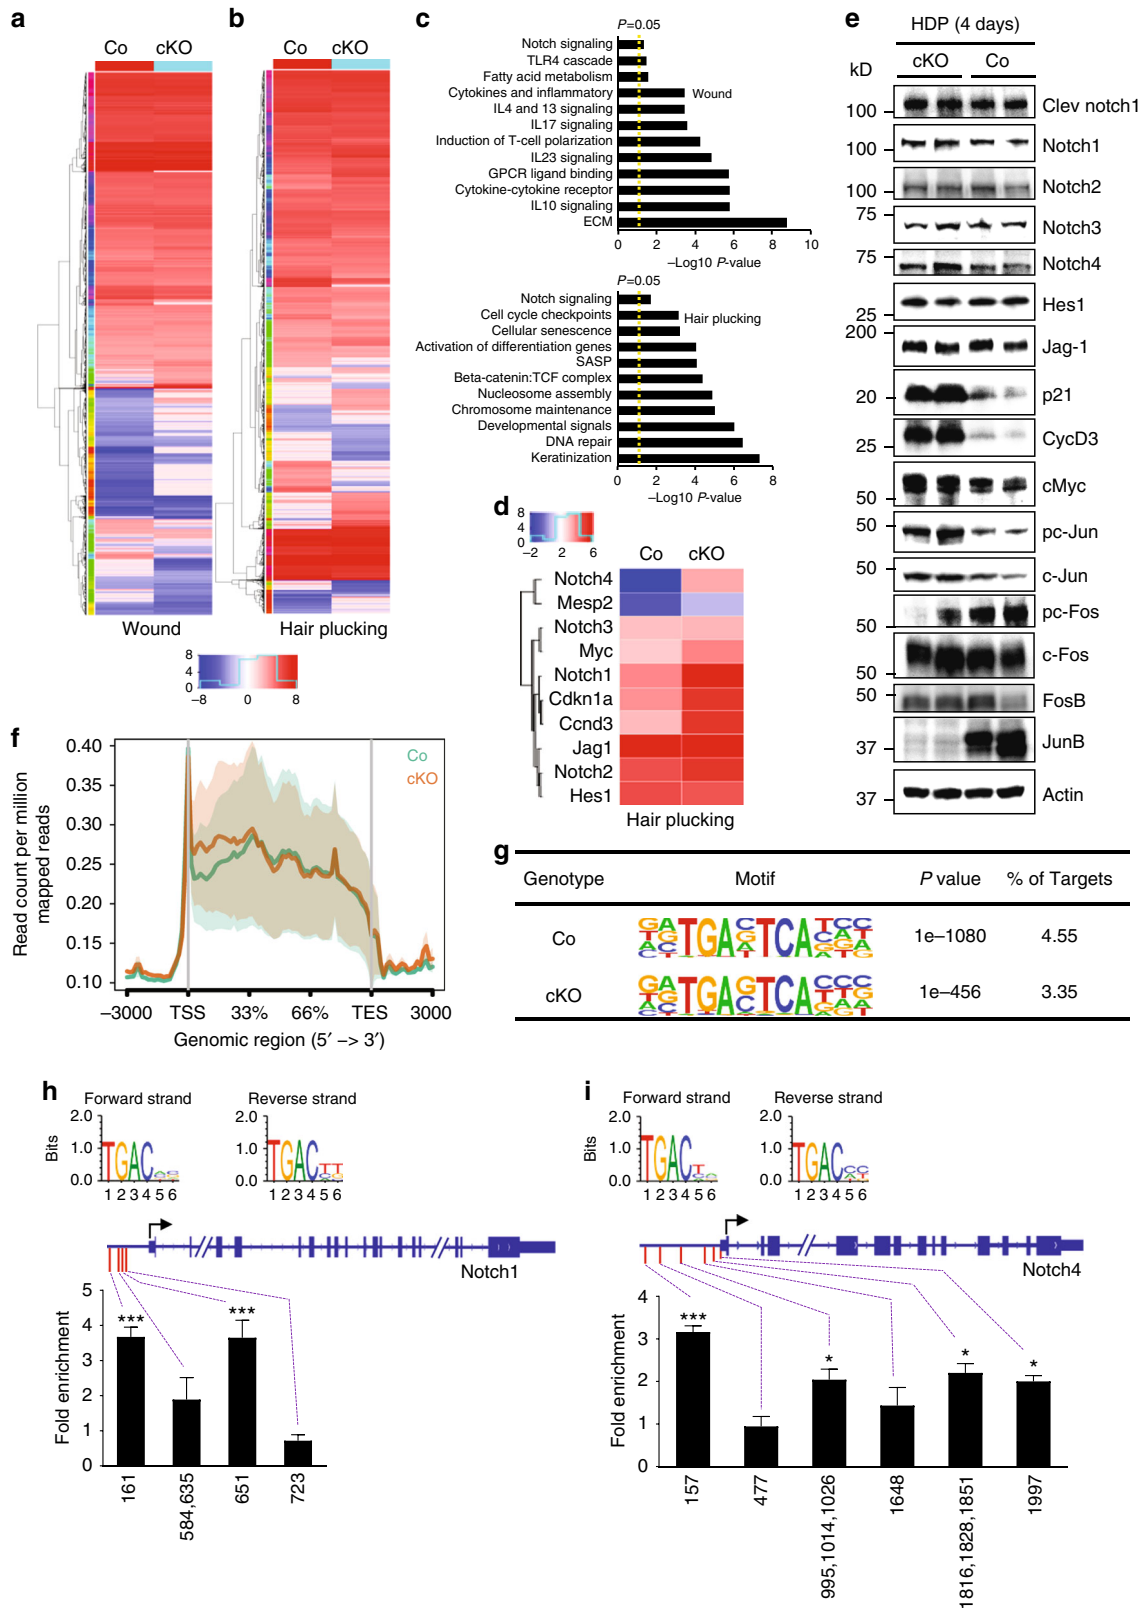 a
Co
cKO
Wound
b
Co
cKO
Hair plucking
8
4
0
−8
0
8
c
P=0.05
Notch signaling
TLR4 cascade
Fatty acid metabolism
Cytokines and inflammatory
Wound
IL4 and 13 signaling
IL17 signaling
Induction of T-cell polarization
IL23 signaling
GPCR ligand binding
Cytokine-cytokine receptor
IL10 signaling
ECM
0 2 4 6 8 10
−Log10 P-value
P=0.05
Notch signaling
Cell cycle checkpoints
Hair plucking
Cellular senescence
Activation of differentiation genes
SASP
Beta-catenin:TCF complex
Nucleosome assembly
Chromosome maintenance
Developmental signals
DNA repair
Keratinization
0 2 4 6 8
−Log10 P-value
d
8
4
0
−2 2 6
Co
cKO
Notch4
Mesp2
Notch3
Myc
Notch1
Cdkn1a
Ccnd3
Jag1
Notch2
Hes1
Hair plucking
e
HDP (4 days)
kD
cKO
Co
100
Clev notch1
100
Notch1
100
Notch2
75
Notch3
75
Notch4
25
Hes1
200
Jag-1
20
p21
25
CycD3
50
cMyc
50
pc-Jun
50
c-Jun
50
pc-Fos
50
c-Fos
50
FosB
37
JunB
37
Actin
f
Read count per million
mapped reads
0.40
0.35
0.30
0.25
0.20
0.15
0.10
Co
cKO
−3000 TSS 33% 66% TES 3000
Genomic region (5′ –> 3′)
g
Genotype Motif P value % of Targets
Co TGA TCA 1e−1080 4.55
cKO TGA TCA 1e−456 3.35
h
Forward strand
Reverse strand
Bits
2.0
1.0
0.0
TGAC
1 2 3 4 5 6
2.0
1.0
0.0
TGAC
1 2 3 4 5 6
Notch1
Fold enrichment
5
4
3
2
1
0
***
***
161
584,635
651
723
i
Forward strand
Reverse strand
Bits
2.0
1.0
0.0
TGAC
1 2 3 4 5 6
2.0
1.0
0.0
TGAC
1 2 3 4 5 6
Notch4
Fold enrichment
4
3
2
1
0
***
*
*
*
157
477
995,1014,1026
1648
1816,1828,1851
1997